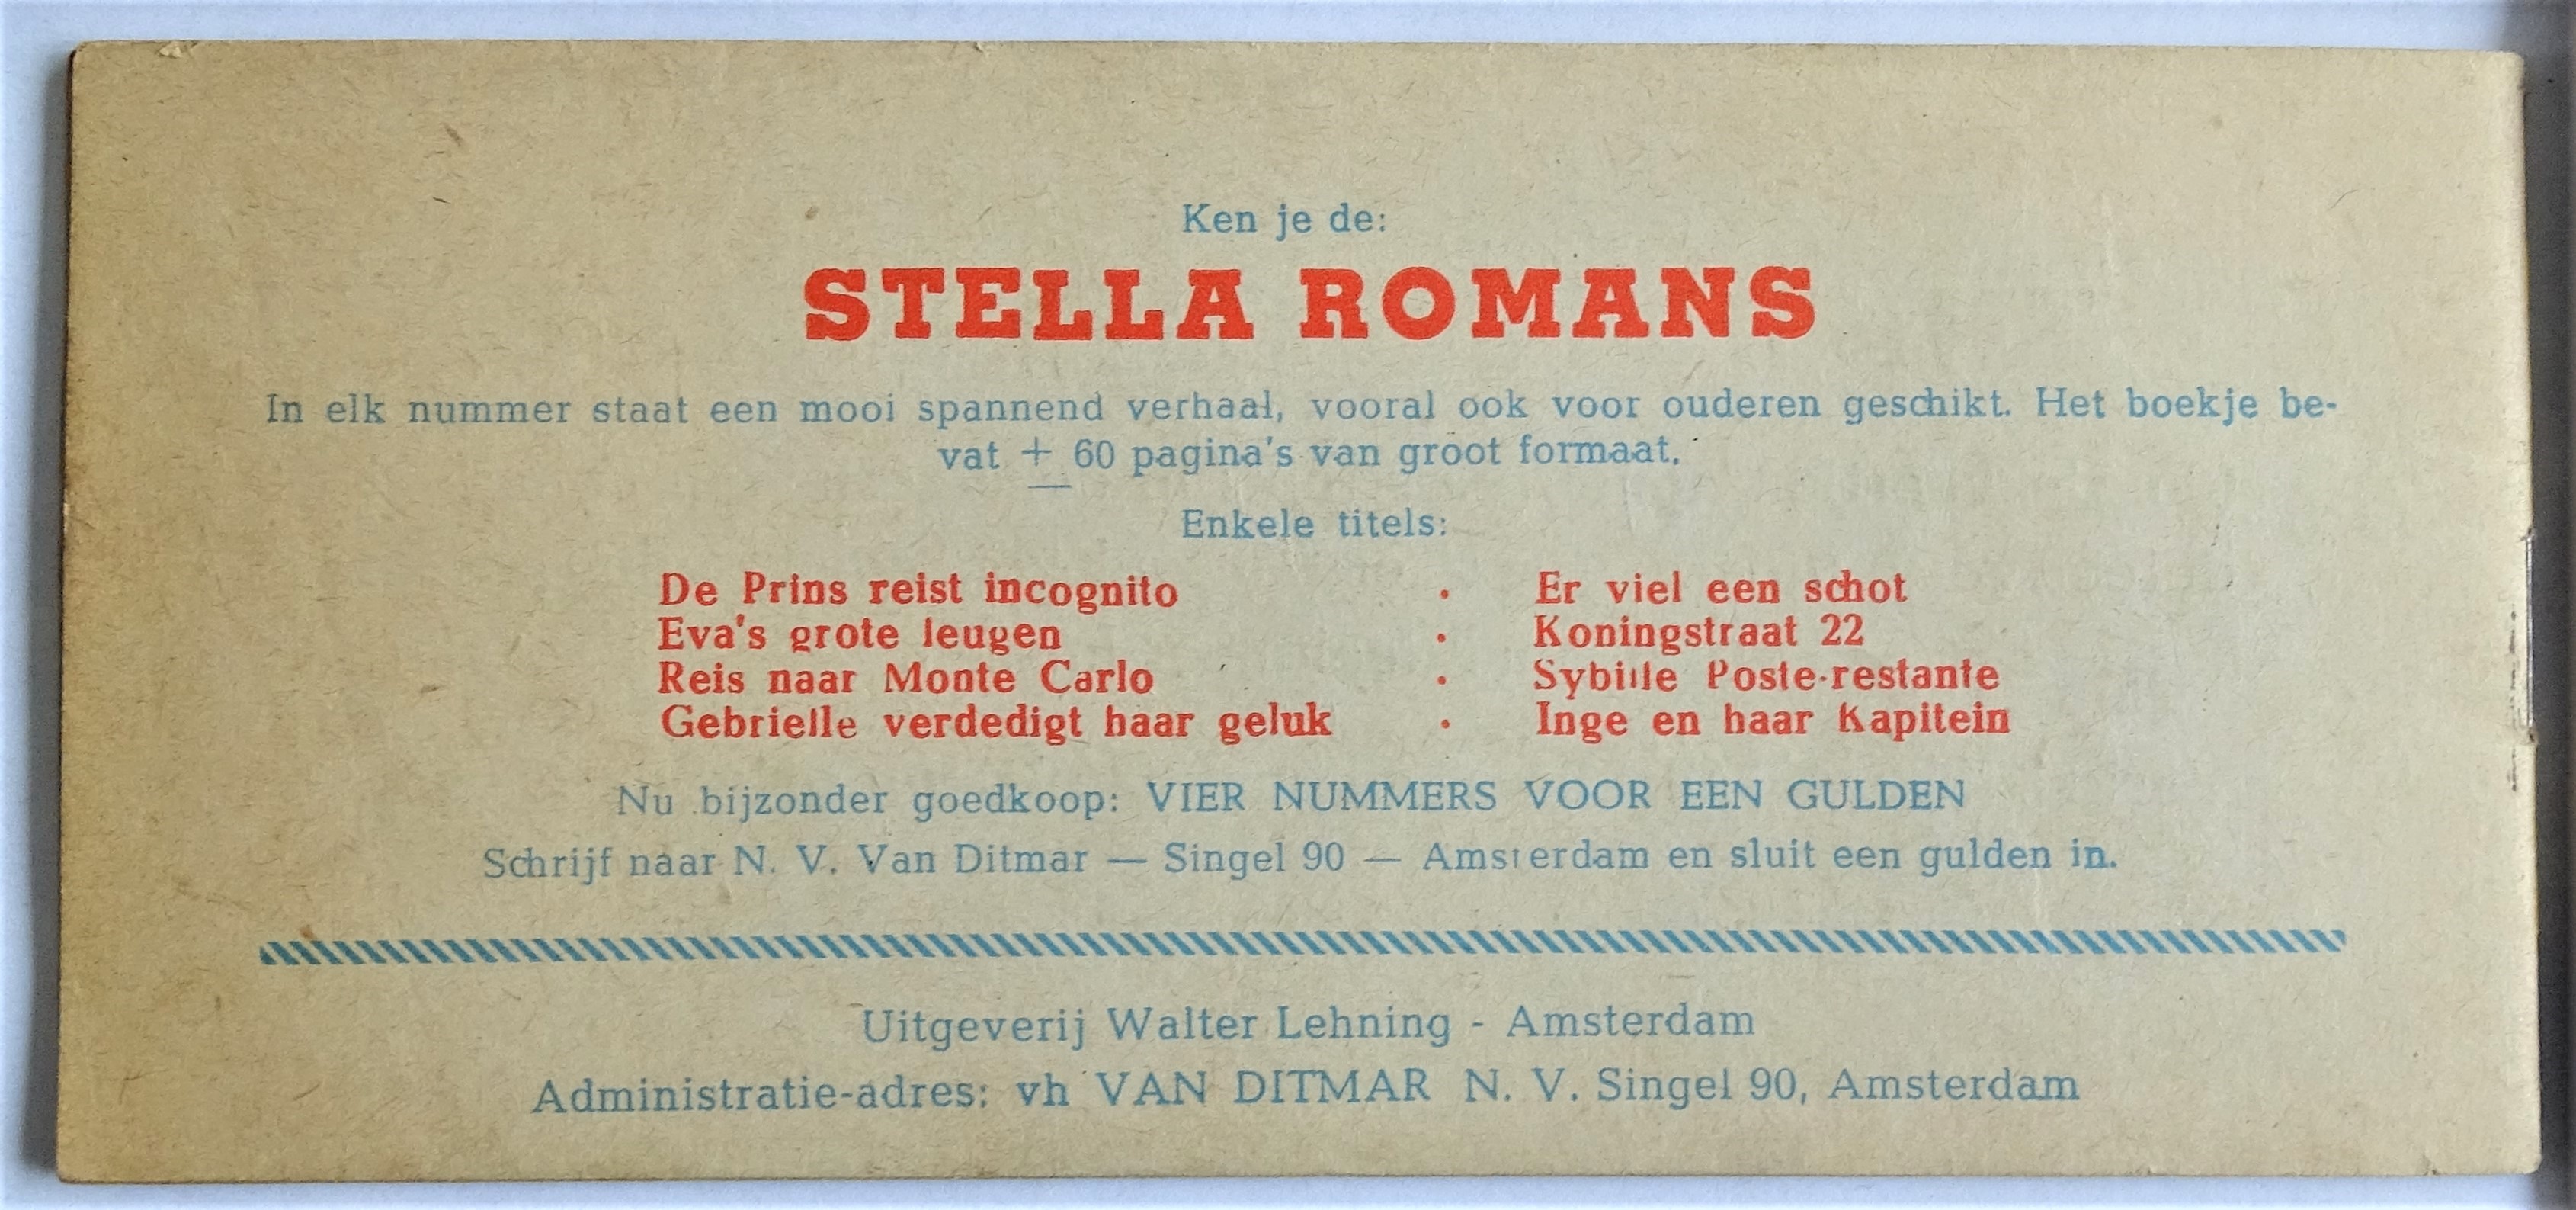 Ken je de:
STELLA ROMANS
In elk nummer staat een mooi spannend verhaal, vooral ook voor ouderen geschikt. Het boekje be-
vat ± 60 pagina's van groot formaat.
Enkele titels:
De Prins reist incognito . Er viel een schot
Eva's grote leugen . Koningstraat 22
Reis naar Monte Carlo . Sybille Poste-restante
Gebrielle verdedigt haar geluk . Inge en haar Kapitein
Nu bijzonder goedkoop: VIER NUMMERS VOOR EEN GULDEN
Schrijf naar N. V. Van Ditmar — Singel 90 — Amsterdam en sluit een gulden in.
Uitgeverij Walter Lehning - Amsterdam
Administratie-adres: vh VAN DITMAR N. V. Singel 90, Amsterdam